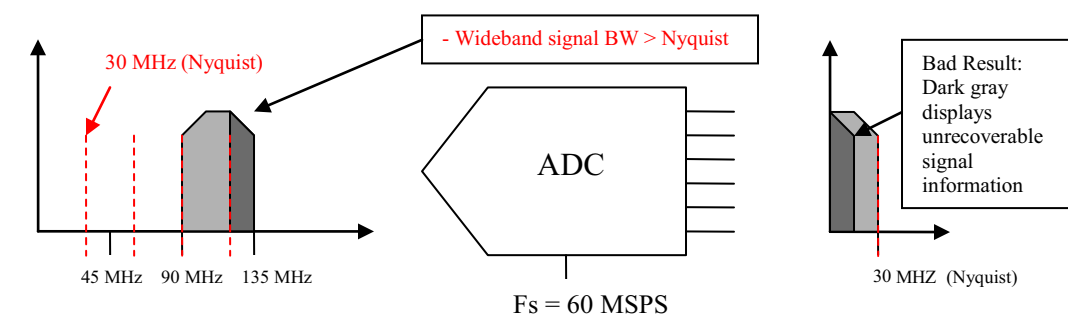 - Wideband signal BW > Nyquist
30 MHz (Nyquist)
45 MHz
90 MHz
135 MHz
ADC
Fs = 60 MSPS
Bad Result:
Dark gray
displays
unrecoverable
signal
information
30 MHZ (Nyquist)